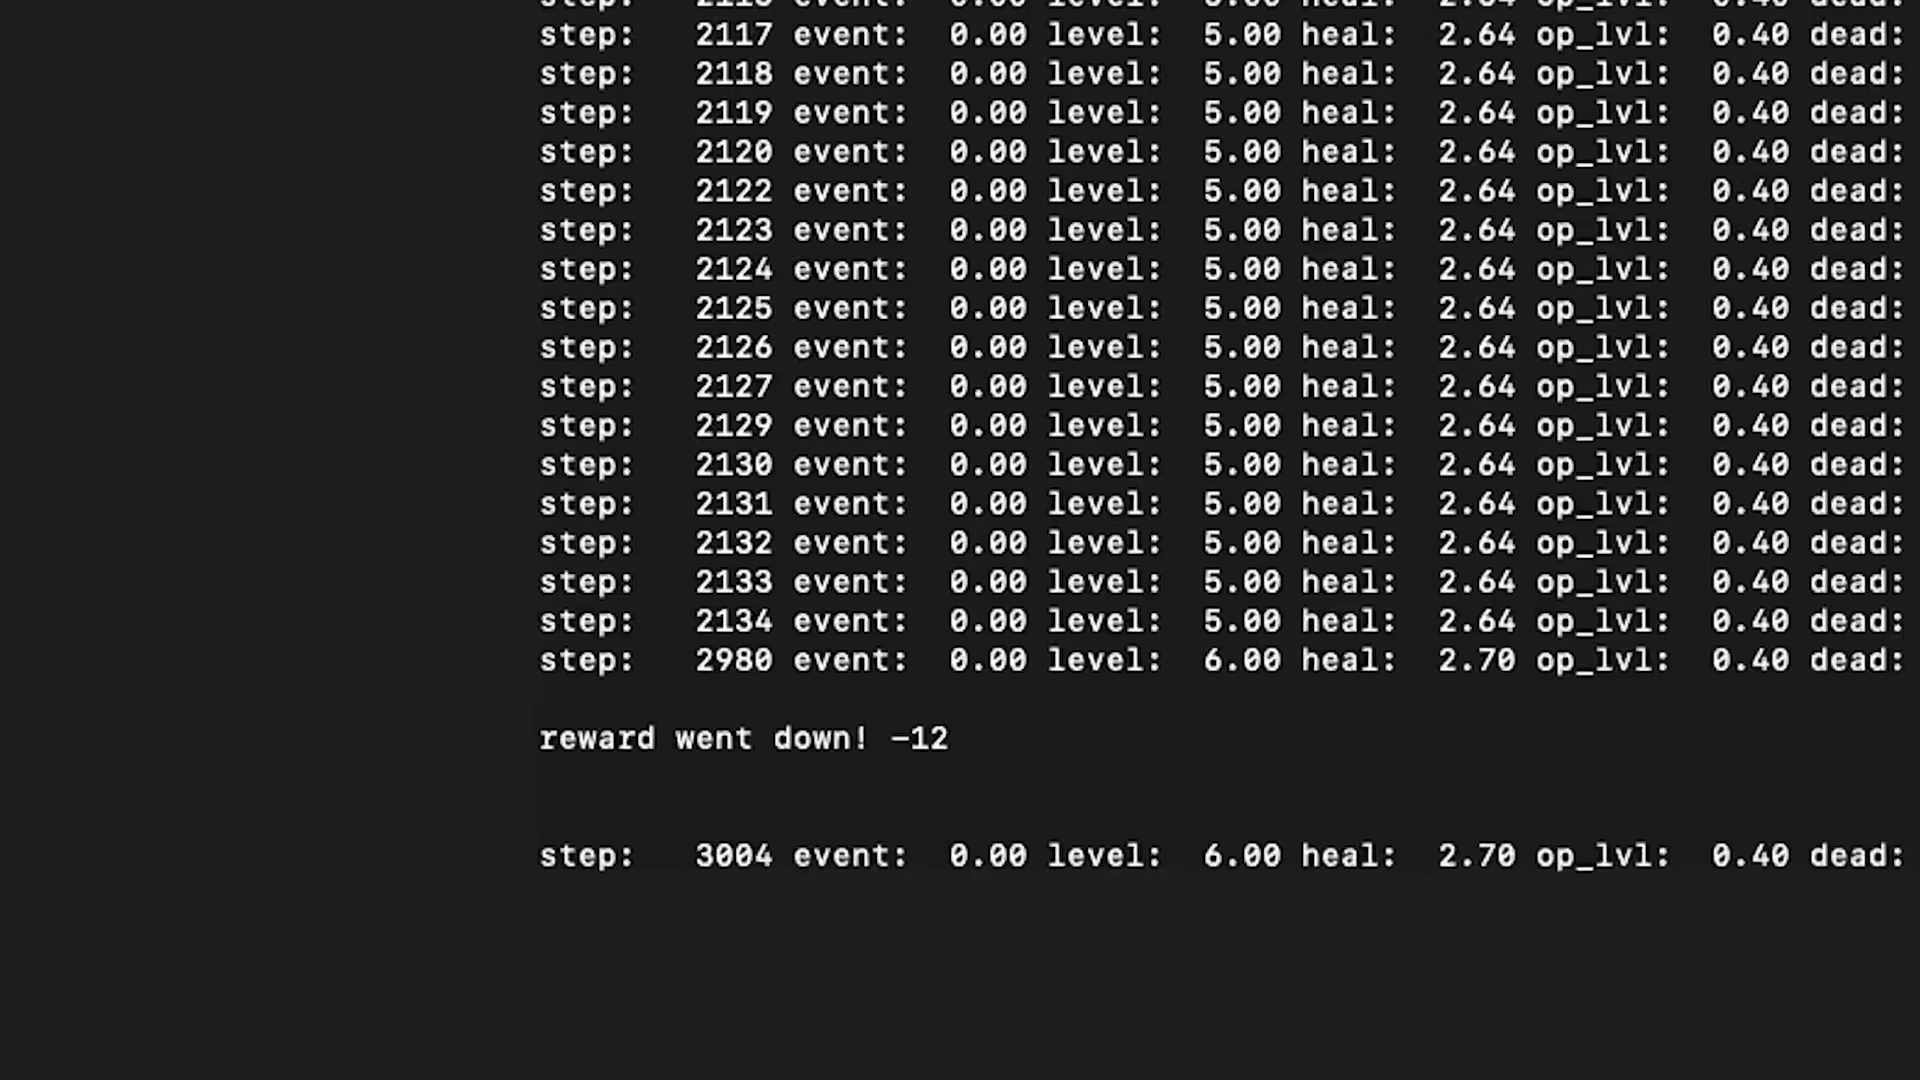 step: 2117 event: 0.00 level: 5.00 heal: 2.64 op_lvl: 0.40 dead:
step: 2118 event: 0.00 level: 5.00 heal: 2.64 op_lvl: 0.40 dead:
step: 2119 event: 0.00 level: 5.00 heal: 2.64 op_lvl: 0.40 dead:
step: 2120 event: 0.00 level: 5.00 heal: 2.64 op_lvl: 0.40 dead:
step: 2122 event: 0.00 level: 5.00 heal: 2.64 op_lvl: 0.40 dead:
step: 2123 event: 0.00 level: 5.00 heal: 2.64 op_lvl: 0.40 dead:
step: 2124 event: 0.00 level: 5.00 heal: 2.64 op_lvl: 0.40 dead:
step: 2125 event: 0.00 level: 5.00 heal: 2.64 op_lvl: 0.40 dead:
step: 2126 event: 0.00 level: 5.00 heal: 2.64 op_lvl: 0.40 dead:
step: 2127 event: 0.00 level: 5.00 heal: 2.64 op_lvl: 0.40 dead:
step: 2129 event: 0.00 level: 5.00 heal: 2.64 op_lvl: 0.40 dead:
step: 2130 event: 0.00 level: 5.00 heal: 2.64 op_lvl: 0.40 dead:
step: 2131 event: 0.00 level: 5.00 heal: 2.64 op_lvl: 0.40 dead:
step: 2132 event: 0.00 level: 5.00 heal: 2.64 op_lvl: 0.40 dead:
step: 2133 event: 0.00 level: 5.00 heal: 2.64 op_lvl: 0.40 dead:
step: 2134 event: 0.00 level: 5.00 heal: 2.64 op_lvl: 0.40 dead:
step: 2980 event: 0.00 level: 6.00 heal: 2.70 op_lvl: 0.40 dead:
reward went down! -12
step: 3004 event: 0.00 level: 6.00 heal: 2.70 op_lvl: 0.40 dead: